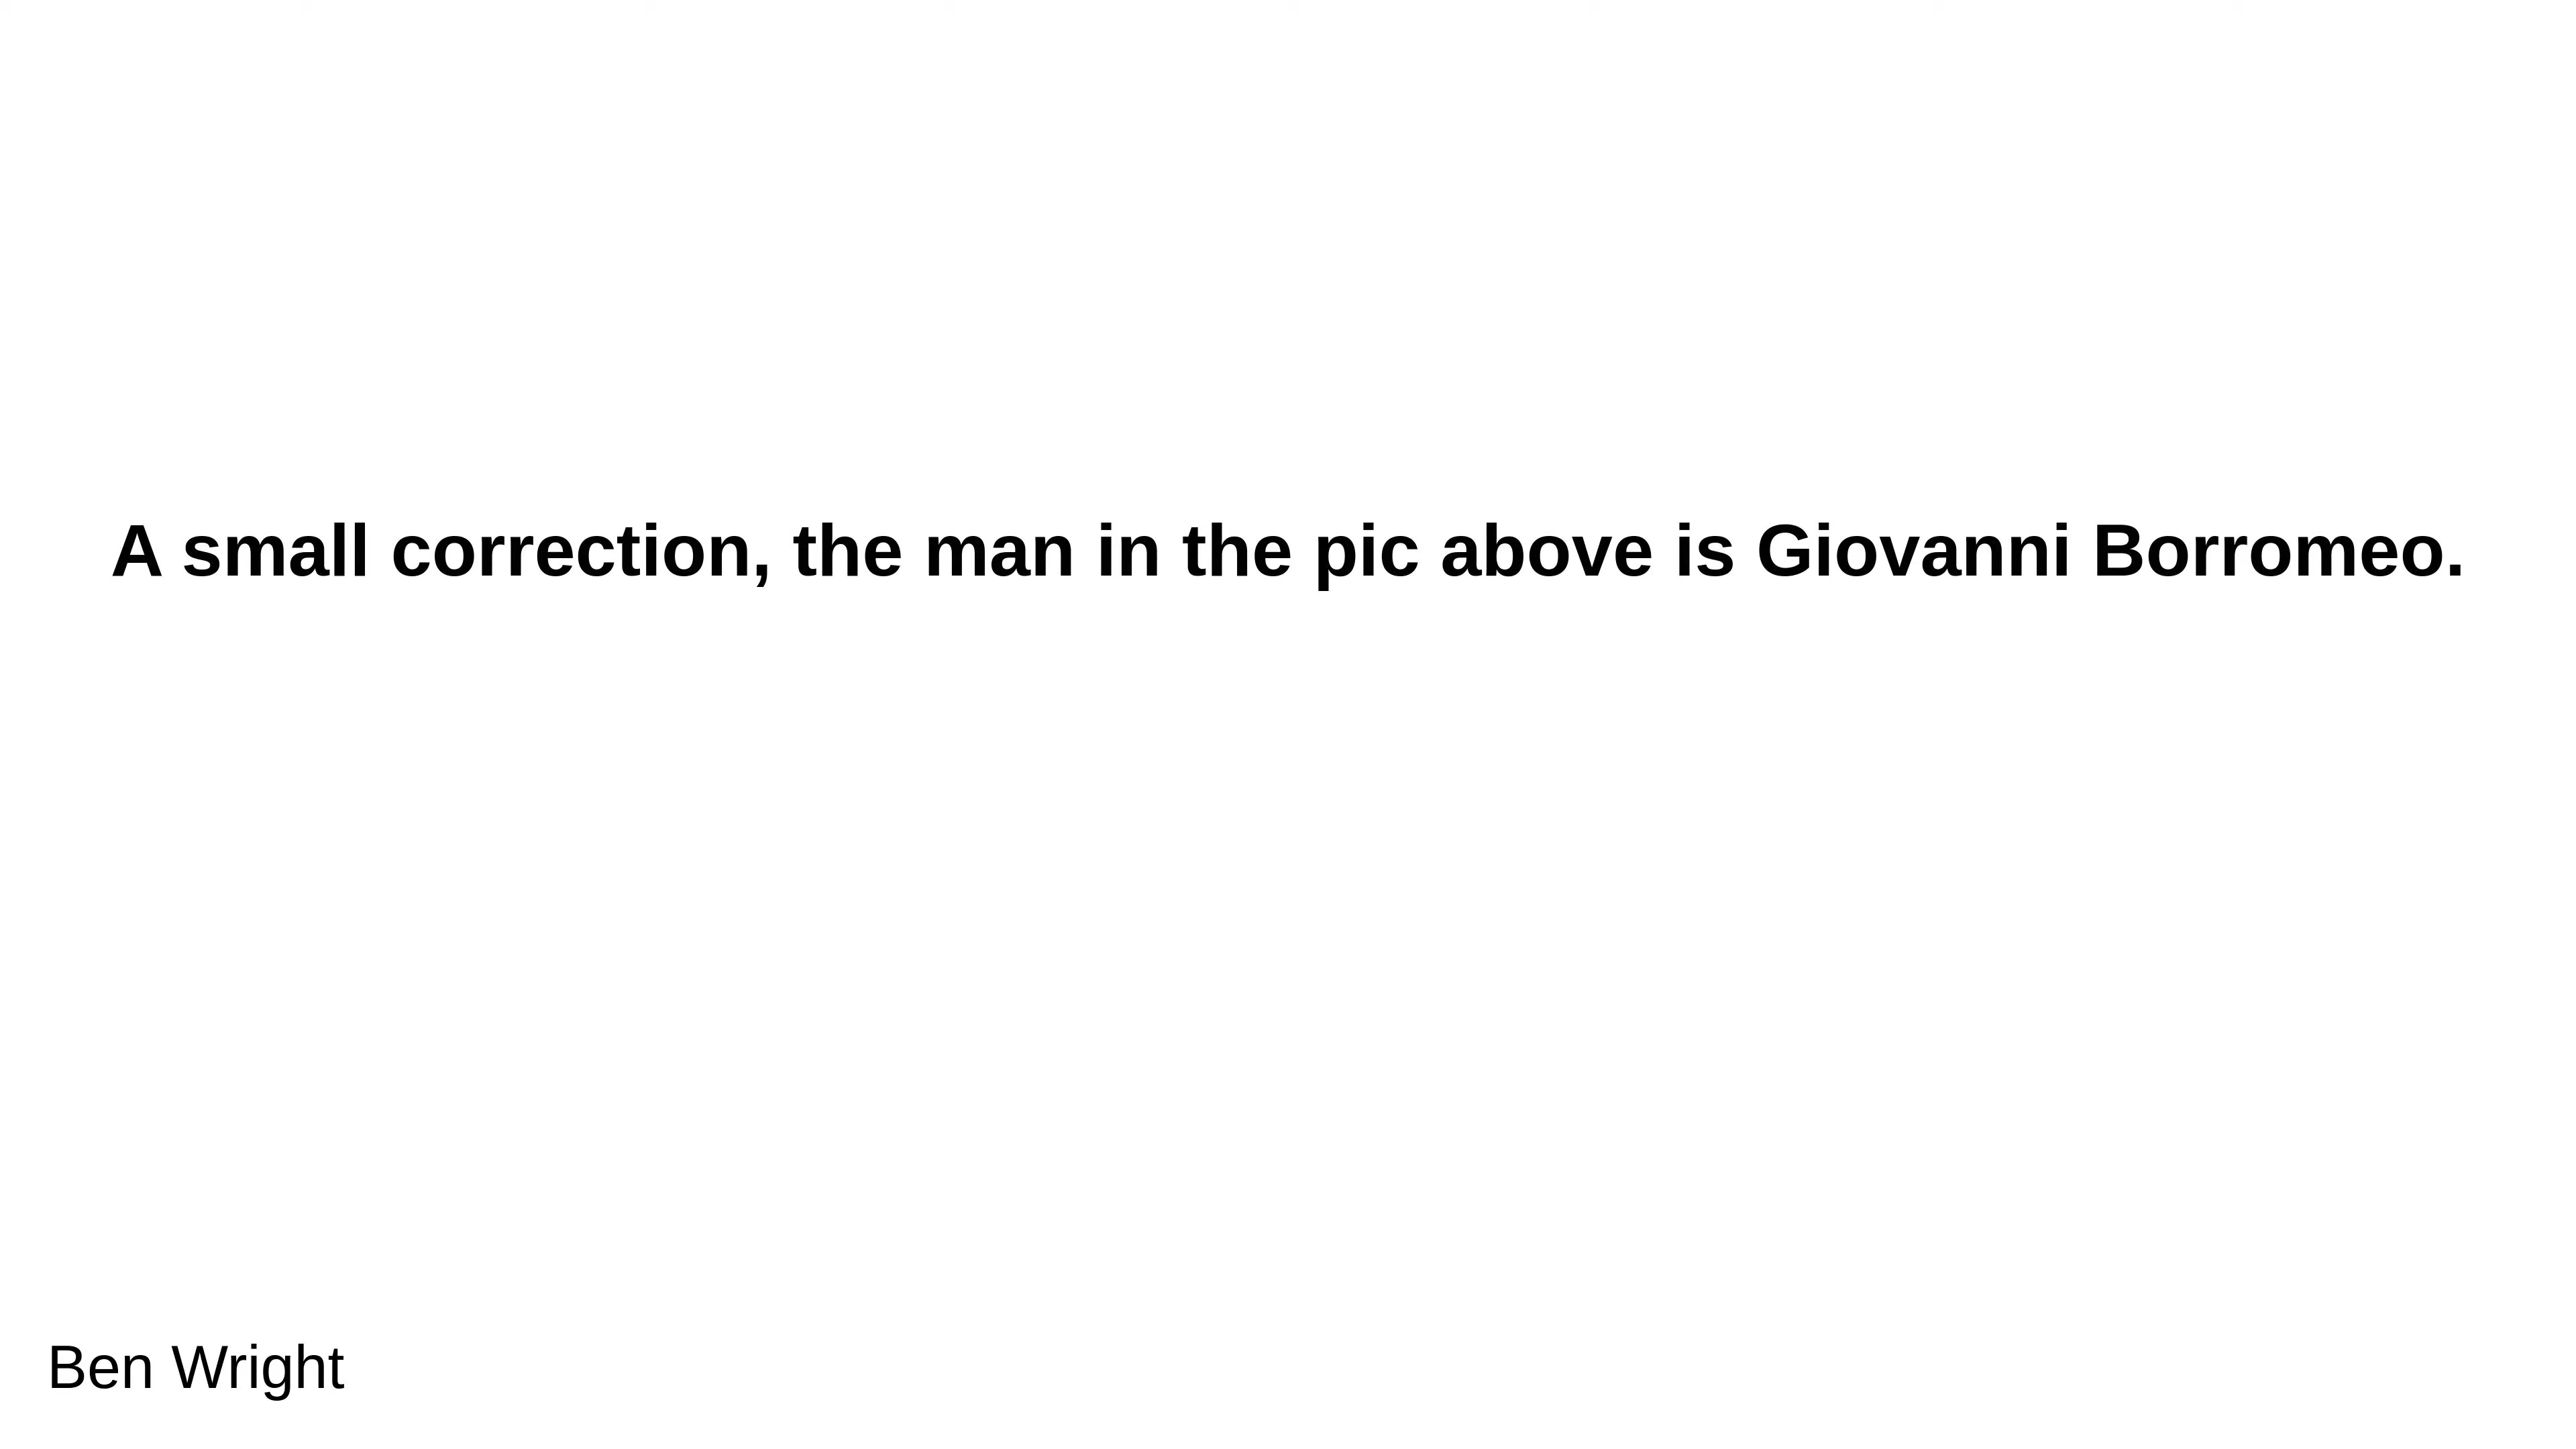 A small correction, the man in the pic above is Giovanni Borromeo.
Ben Wright